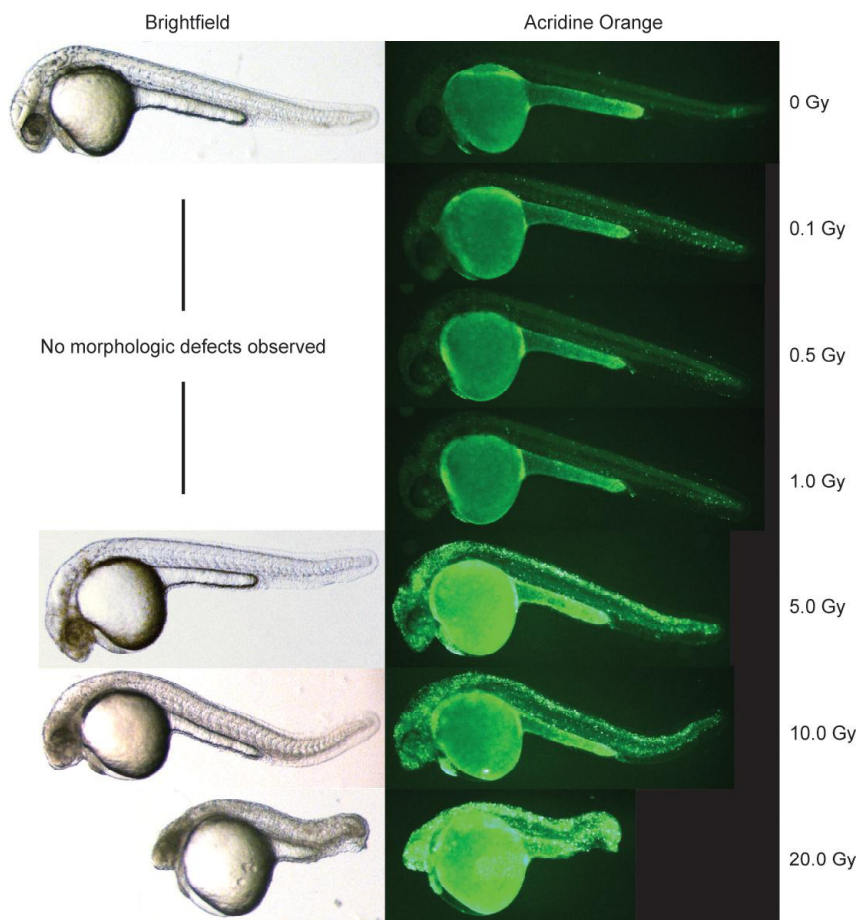 Brightfield
Acridine Orange
0 Gy
0.1 Gy
No morphologic defects observed
0.5 Gy
1.0 Gy
5.0 Gy
10.0 Gy
20.0 Gy